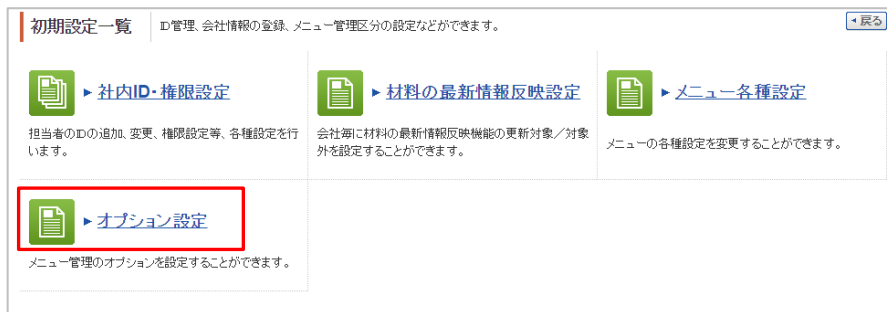 初期設定一覧 ID管理、会社情報の登録、メニュー管理区分の設定などができます。 戻る
社内ID・権限設定
担当者のIDの追加、変更、権限設定等、各種設定を行
います。
材料の最新情報反映設定
会社毎に材料の最新情報反映機能の更新対象／対象
外を設定することができます。
メニュー各種設定
メニューの各種設定を変更することができます。
オプション設定
メニュー管理のオプションを設定することができます。